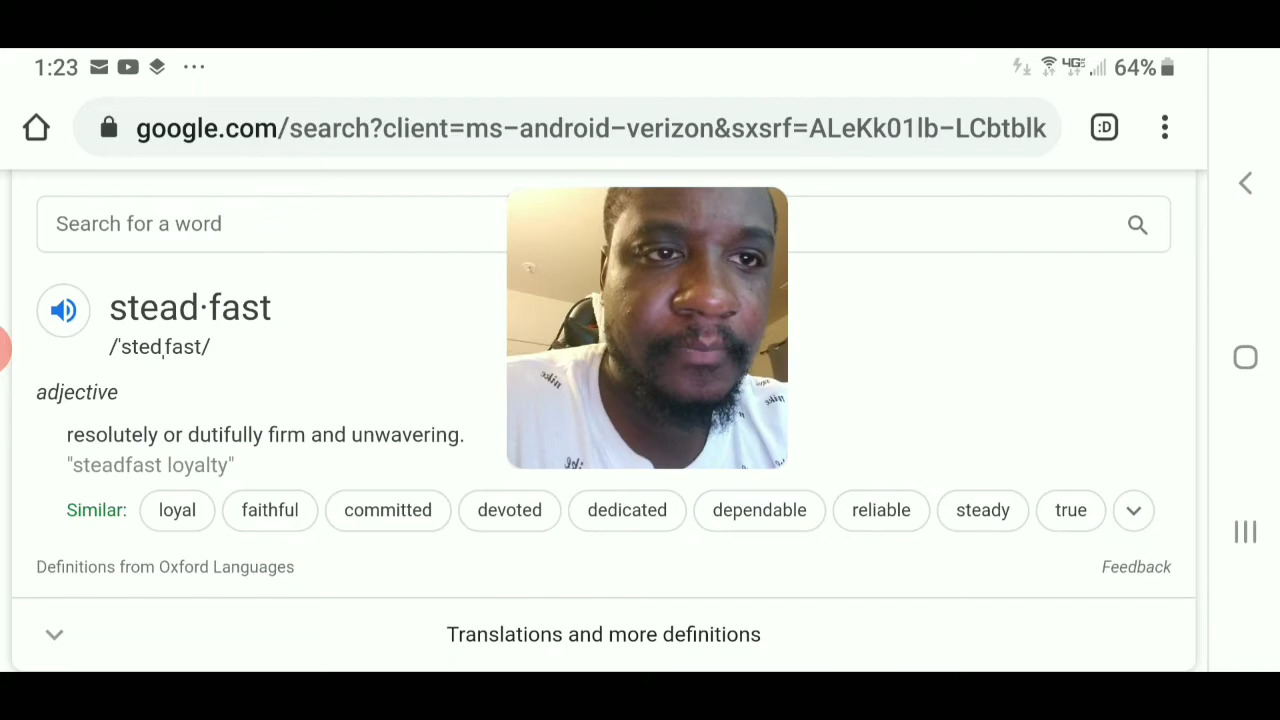 1:23 ... 4GE 64%
google.com/search?client=ms-android-verizon&sxsrf=ALeKk01lb-LCbtblk :D
Search for a word
stead·fast
/ˈstedˌfast/
adjective
resolutely or dutifully firm and unwavering.
"steadfast loyalty"
nike
Similar: loyal faithful committed devoted dedicated dependable reliable steady true
Definitions from Oxford Languages Feedback
Translations and more definitions